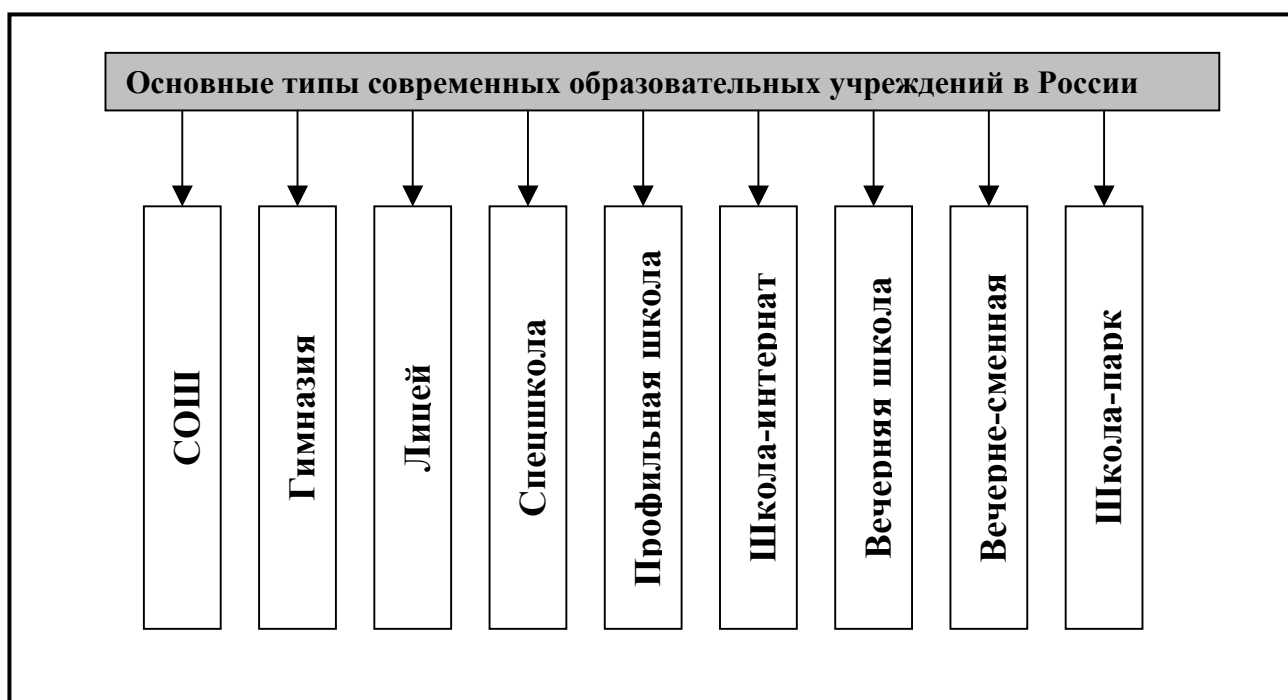 Основные типы современных образовательных учреждений в России
СОШ
Гимназия
Лицей
Спецшкола
Профильная школа
Школа-интернат
Вечерняя школа
Вечерне-сменная
Школа-парк